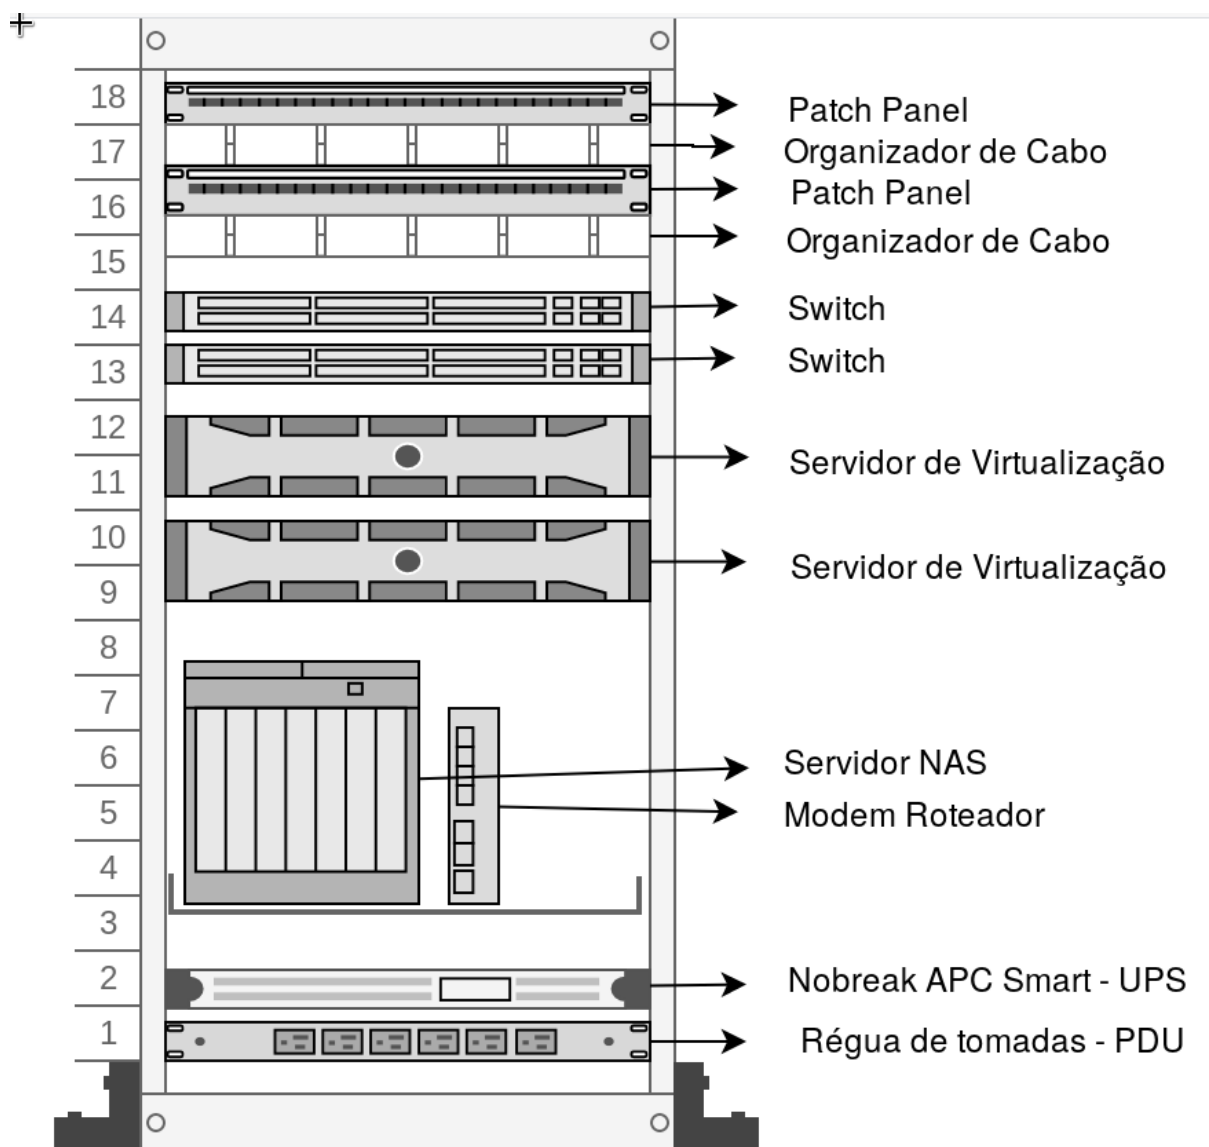 18
Patch Panel
17
Organizador de Cabo
16
Patch Panel
15
Organizador de Cabo
14
Switch
13
Switch
12
11
Servidor de Virtualização
10
9
Servidor de Virtualização
8
7
6
Servidor NAS
5
Modem Roteador
4
3
2
Nobreak APC Smart - UPS
1
Régua de tomadas - PDU